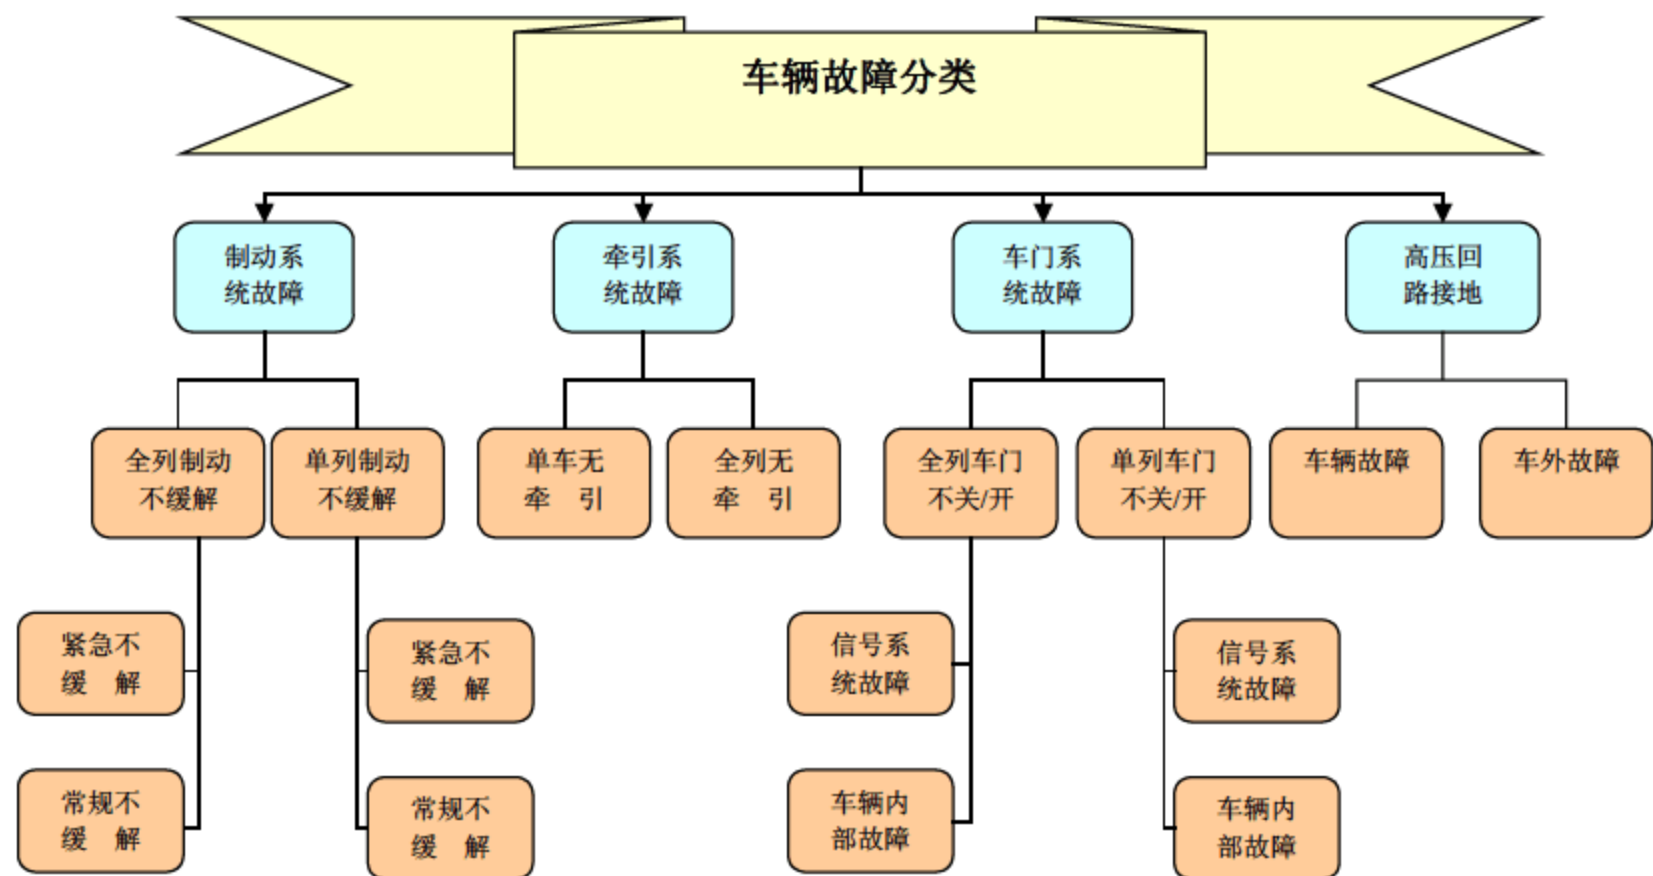 车辆故障分类
制动系
统故障
牵引系
统故障
车门系
统故障
高压回
路接地
全列制动
不缓解
单列制动
不缓解
单车无
牵 引
全列无
牵 引
全列车门
不关/开
单列车门
不关/开
车辆故障
车外故障
紧急不
缓 解
紧急不
缓 解
信号系
统故障
信号系
统故障
常规不
缓 解
常规不
缓 解
车辆内
部故障
车辆内
部故障